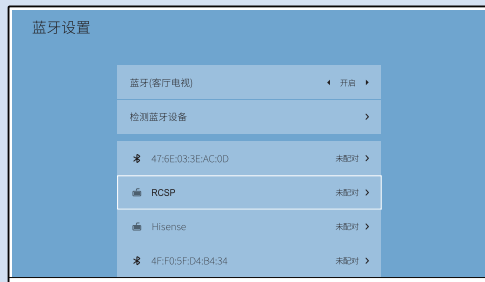 蓝牙设置
蓝牙(客厅电视) 开启
检测蓝牙设备
47:6E:03:3E:AC:0D 未配对
RCSP 未配对
Hisense 未配对
4F:F0:5F:D4:B4:34 未配对